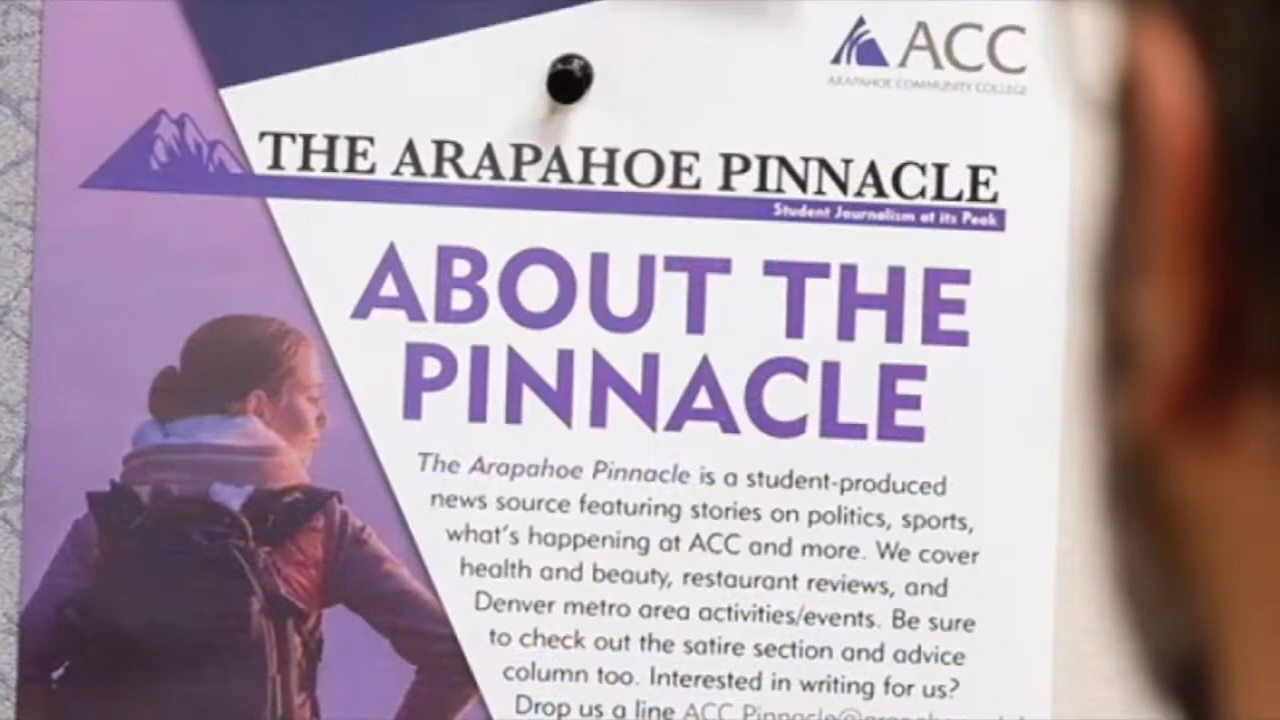 ACC
ARAPAHOE COMMUNITY COLLEGE
THE ARAPAHOE PINNACLE
Student Journalism at its Peak
ABOUT THE
PINNACLE
The Arapahoe Pinnacle is a student-produced
news source featuring stories on politics, sports,
what's happening at ACC and more. We cover
health and beauty, restaurant reviews, and
Denver metro area activities/events. Be sure
to check out the satire section and advice
column too. Interested in writing for us?
Drop us a line